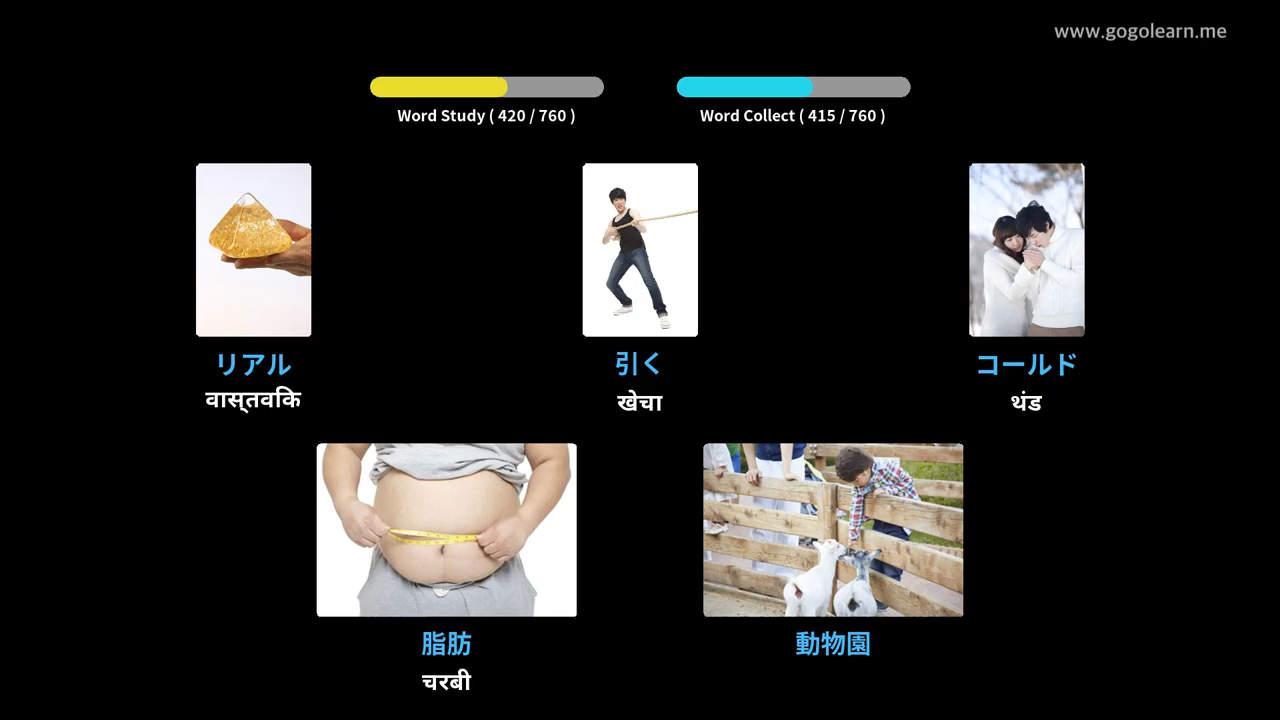 www.gogolearn.me
Word Study ( 420 / 760 )
Word Collect ( 415 / 760 )
リアル
वास्तवकि
引く
खेचा
コールド
थंड
脂肪
चरबी
動物園